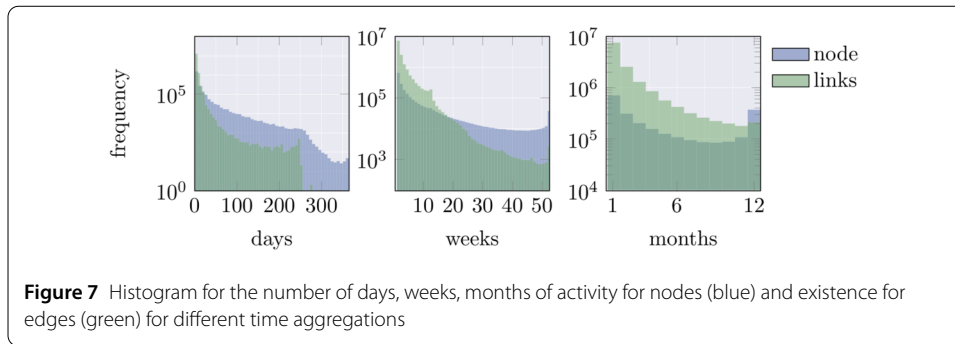 10^7
10^7
node
links
10^5
10^6
frequency
10^5
10^5
10^3
10^0
10^4
0 100 200 300
10 20 30 40 50
1 6 12
days
weeks
months
Figure 7 Histogram for the number of days, weeks, months of activity for nodes (blue) and existence for
edges (green) for different time aggregations